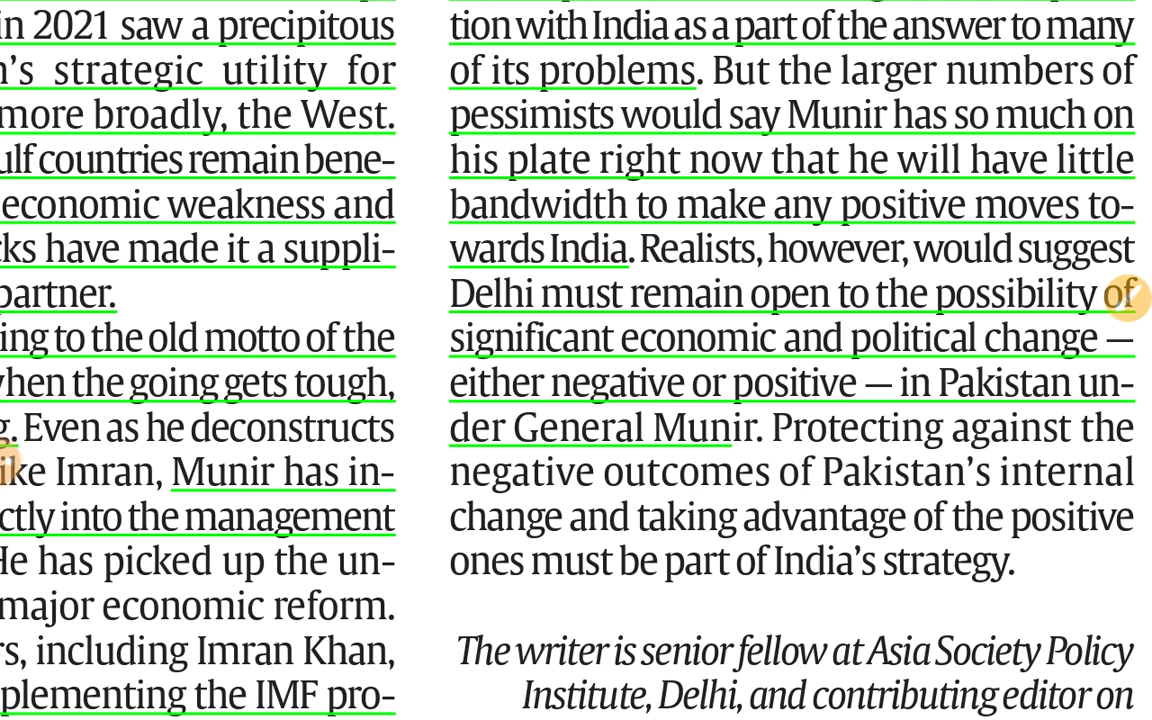 in 2021 saw a precipitous
strategic utility for
more broadly, the West.
countries remain bene-
economic weakness and
have made it a suppli-
partner.
to the old motto of the
when the going gets tough,
Even as he deconstructs
like Imran, Munir has in-
into the management
He has picked up the un-
major economic reform.
including Imran Khan,
the IMF pro-
tion with India as a part of the answer to many
of its problems. But the larger numbers of
pessimists would say Munir has so much on
his plate right now that he will have little
bandwidth to make any positive moves to-
wards India. Realists, however, would suggest
Delhi must remain open to the possibility of
significant economic and political change —
either negative or positive — in Pakistan un-
der General Munir. Protecting against the
negative outcomes of Pakistan's internal
change and taking advantage of the positive
ones must be part of India's strategy.
The writer is senior fellow at Asia Society Policy
Institute, Delhi, and contributing editor on